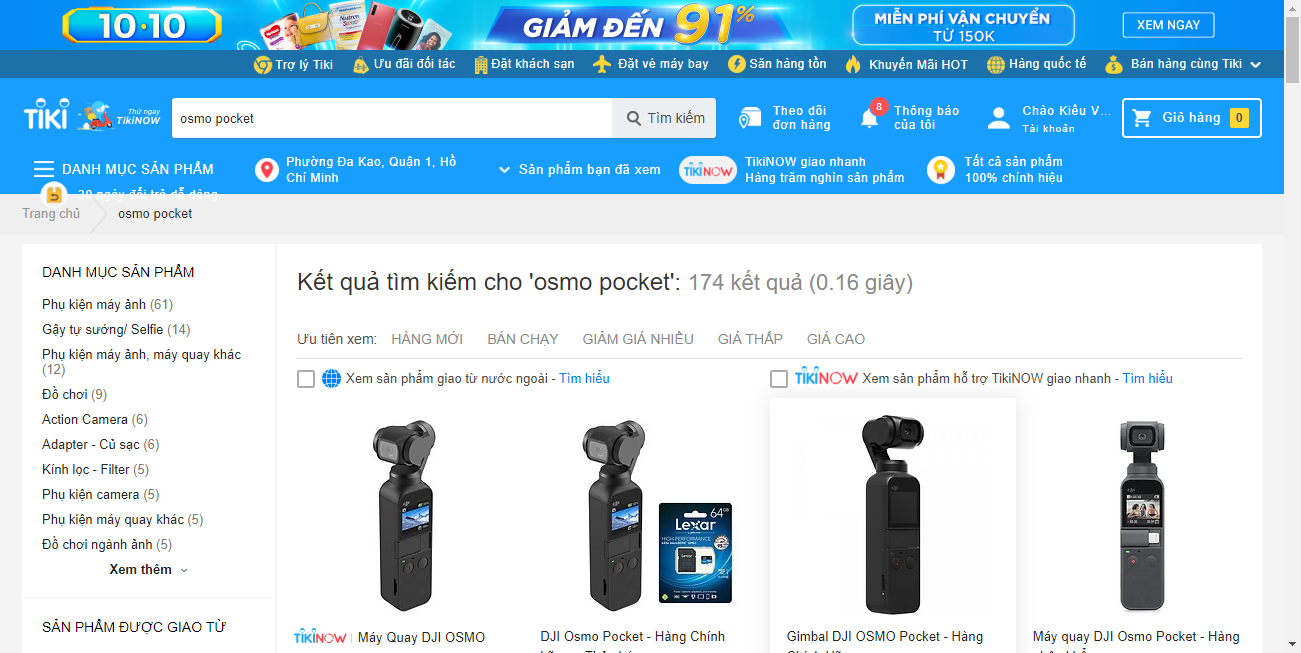 10·10
GIẢM ĐẾN 91%
MIỄN PHÍ VẬN CHUYỂN
TỪ 150K
XEM NGAY
Trợ lý Tiki
Ưu đãi đối tác
Đặt khách sạn
Đặt vé máy bay
Săn hàng tồn
Khuyến Mãi HOT
Hàng quốc tế
Bán hàng cùng Tiki
TIKI
Thử ngay
TikiNOW
osmo pocket
Tìm kiếm
Theo dõi
đơn hàng
8
Thông báo
của tôi
Chào Kiều V...
Tài khoản
Giỏ hàng
0
DANH MỤC SẢN PHẨM
Phường Đa Kao, Quận 1, Hồ
Chí Minh
Sản phẩm bạn đã xem
TIKINOW
TikiNOW giao nhanh
Hàng trăm nghìn sản phẩm
Tất cả sản phẩm
100% chính hiệu
30 ngày đổi trả dễ dàng
Trang chủ
osmo pocket
DANH MỤC SẢN PHẨM
Phụ kiện máy ảnh (61)
Gậy tự sướng/ Selfie (14)
Phụ kiện máy ảnh, máy quay khác
(12)
Đồ chơi (9)
Action Camera (6)
Adapter - Củ sạc (6)
Kính lọc - Filter (5)
Phụ kiện camera (5)
Phụ kiện máy quay khác (5)
Đồ chơi ngành ảnh (5)
Xem thêm
SẢN PHẨM ĐƯỢC GIAO TỪ
Kết quả tìm kiếm cho 'osmo pocket': 174 kết quả (0.16 giây)
Ưu tiên xem: HÀNG MỚI BÁN CHẠY GIẢM GIÁ NHIỀU GIÁ THẤP GIÁ CAO
Xem sản phẩm giao từ nước ngoài - Tìm hiểu
TIKINOW Xem sản phẩm hỗ trợ TikiNOW giao nhanh - Tìm hiểu
64GB
Lexar
HIGH-PERFORMANCE
TIKINOW Máy Quay DJI OSMO
DJI Osmo Pocket - Hàng Chính
Gimbal DJI OSMO Pocket - Hàng
Máy quay DJI Osmo Pocket - Hàng